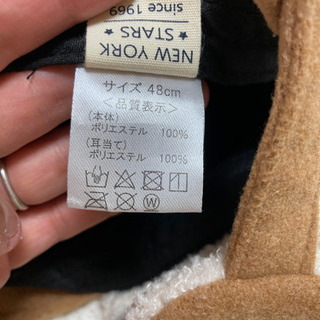 NEW YORK
★ STARS ★
since 1969
サイズ 48cm
<品質表示>
(本体)
ポリエステル 100%
(耳当て)
ポリエステル 100%
W